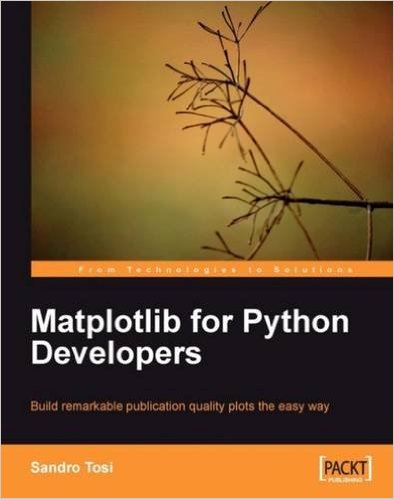 From Technologies to Solutions
Matplotlib for Python
Developers
Build remarkable publication quality plots the easy way
Sandro Tosi
[PACKT]
PUBLISHING